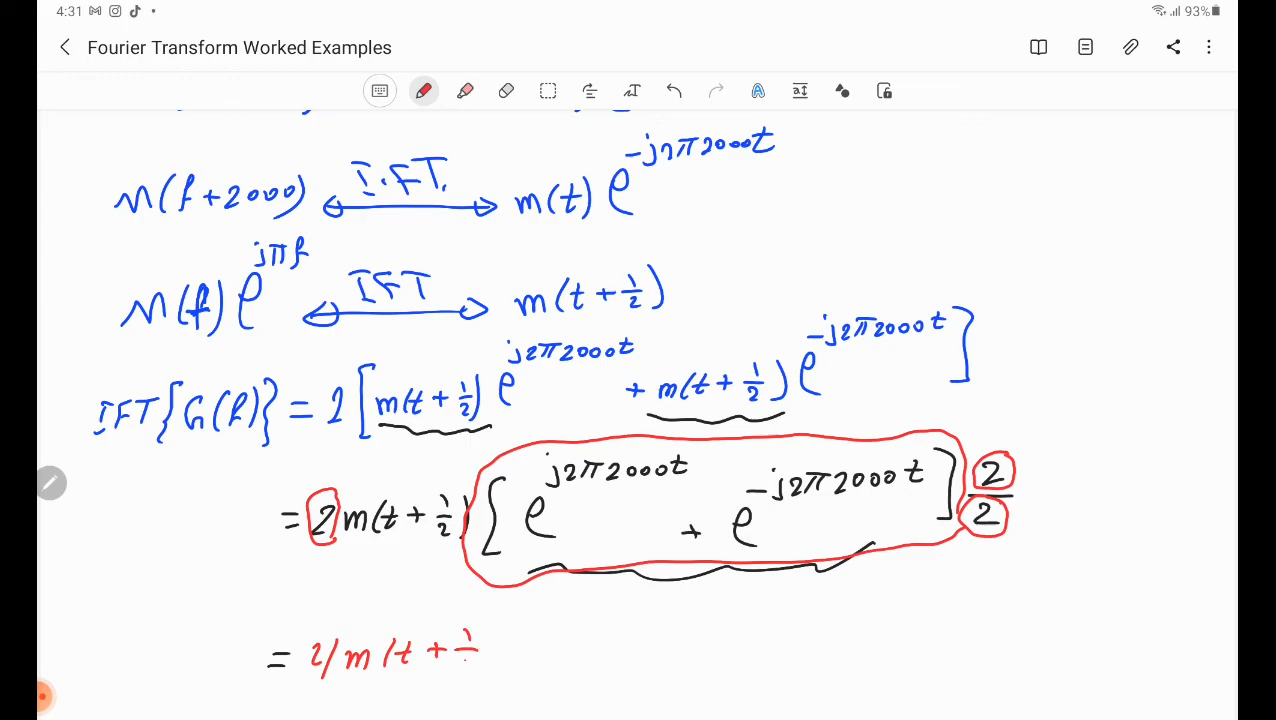 4:31 93%
Fourier Transform Worked Examples
M(f+2000) I.F.T. m(t) e^{-j2π2000t}
M(f) e^{jπf} IFT m(t+1/2)
IFT{G(f)} = 2[m(t+1/2) e^{j2π2000t} + m(t+1/2) e^{-j2π2000t}]
= 2 m(t+1/2) [e^{j2π2000t} + e^{-j2π2000t}] 2/2
= 2/m(t+1/